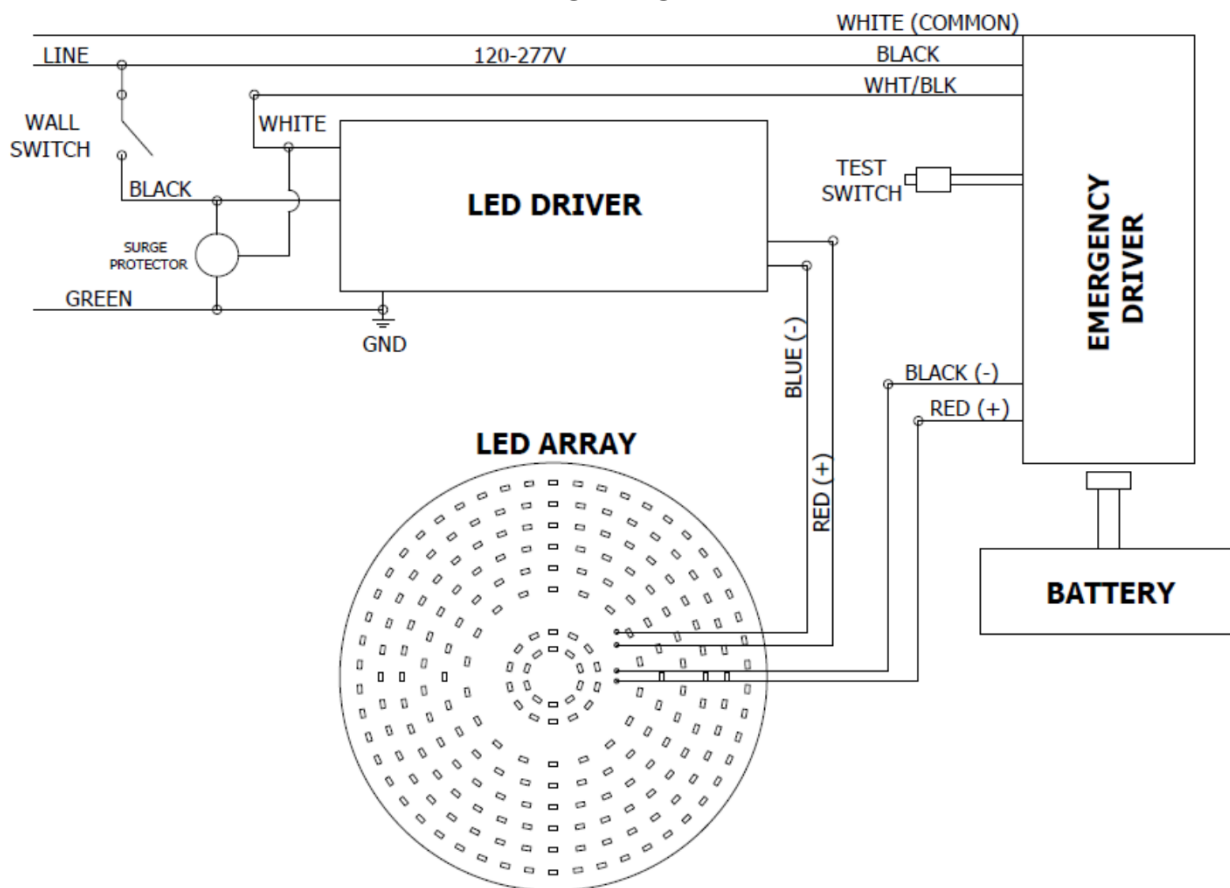 WHITE (COMMON)
LINE
120-277V
BLACK
WHT/BLK
WALL
SWITCH
WHITE
BLACK
LED DRIVER
TEST
SWITCH
EMERGENCY
DRIVER
SURGE
PROTECTOR
GREEN
GND
BLUE (-)
RED (+)
BLACK (-)
RED (+)
LED ARRAY
BATTERY